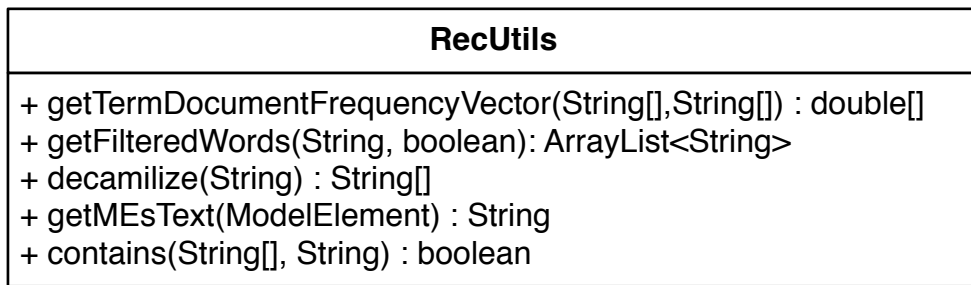 RecUtils
+ getTermDocumentFrequencyVector(String[],String[]) : double[]
+ getFilteredWords(String, boolean): ArrayList<String>
+ decamilize(String) : String[]
+ getMEsText(ModelElement) : String
+ contains(String[], String) : boolean